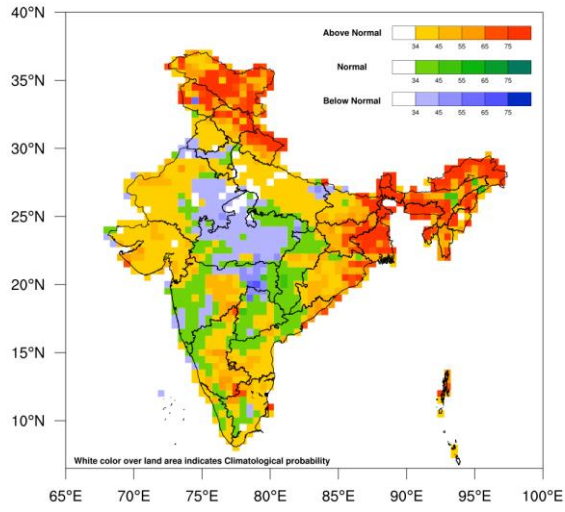 40°N
35°N
30°N
25°N
20°N
15°N
10°N
Above Normal
34 45 55 65 75
Normal
34 45 55 65 75
Below Normal
34 45 55 65 75
White color over land area indicates Climatological probability
65°E 70°E 75°E 80°E 85°E 90°E 95°E 100°E